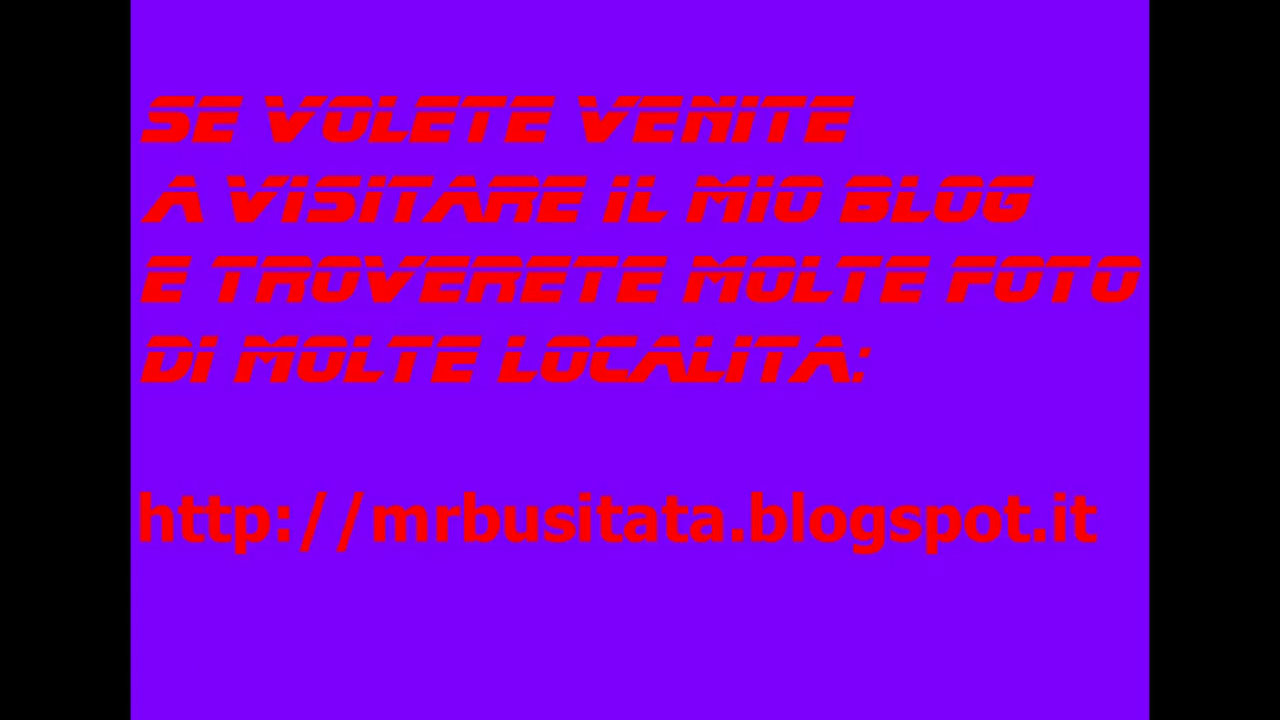 SE VOLETE VENITE
A VISITARE IL MIO BLOG
E TROVERETE MOLTE FOTO
DI MOLTE LOCALITA:
http://mrbusitata.blogspot.it